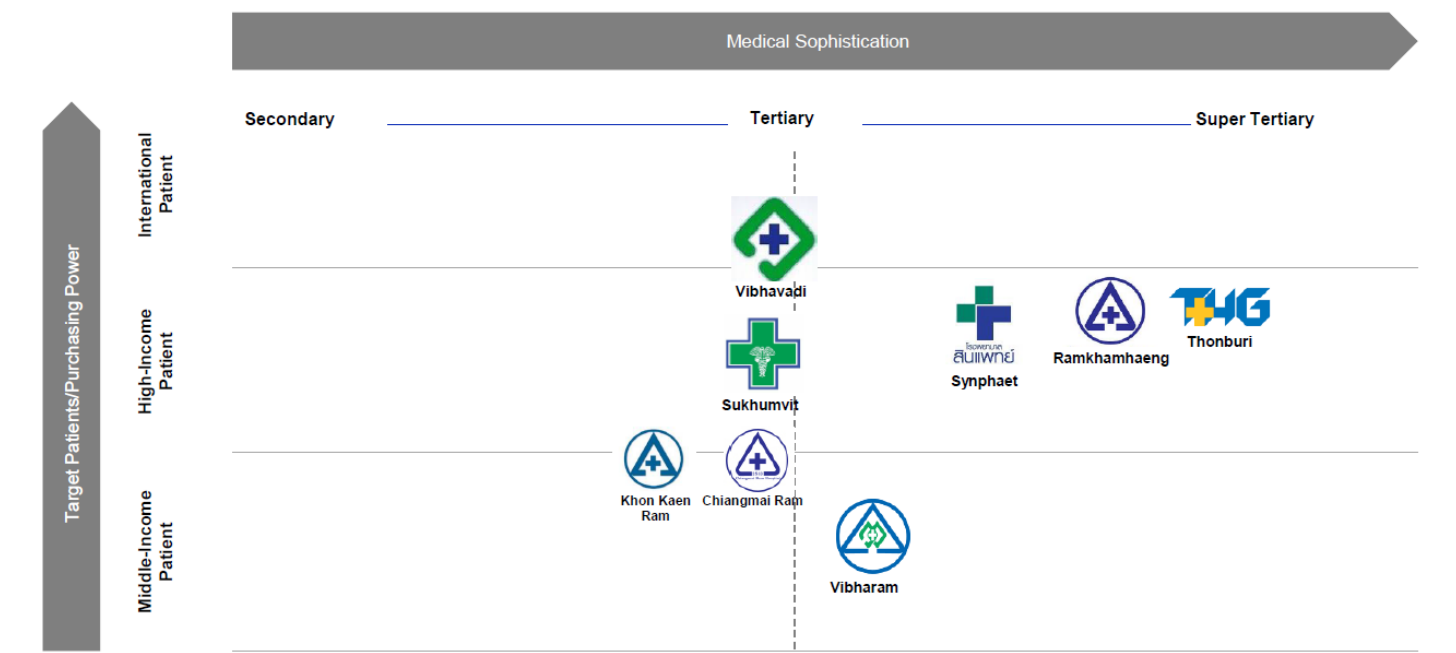 Medical Sophistication
Secondary
Tertiary
Super Tertiary
Target Patients/Purchasing Power
International
Patient
High-Income
Patient
Middle-Income
Patient
Vibhavadi
Sukhumvit
โรงพยาบาล
สินแพทย์
Synphaet
Ramkhamhaeng
THG
Thonburi
Khon Kaen
Ram
Chiangmai Ram
Vibharam